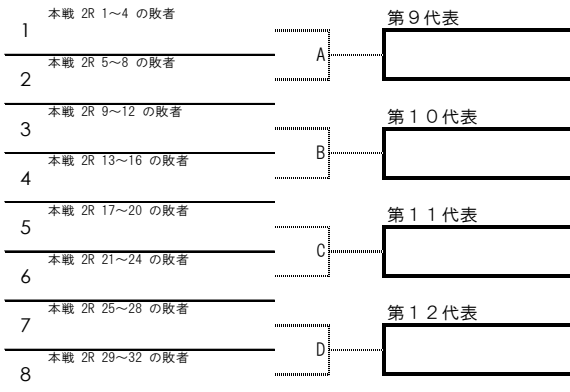 本戦 2R 1～4 の敗者
1
第９代表
A
本戦 2R 5～8 の敗者
2
本戦 2R 9～12 の敗者
3
第１０代表
B
本戦 2R 13～16 の敗者
4
本戦 2R 17～20 の敗者
5
第１１代表
C
本戦 2R 21～24 の敗者
6
本戦 2R 25～28 の敗者
7
第１２代表
D
本戦 2R 29～32 の敗者
8